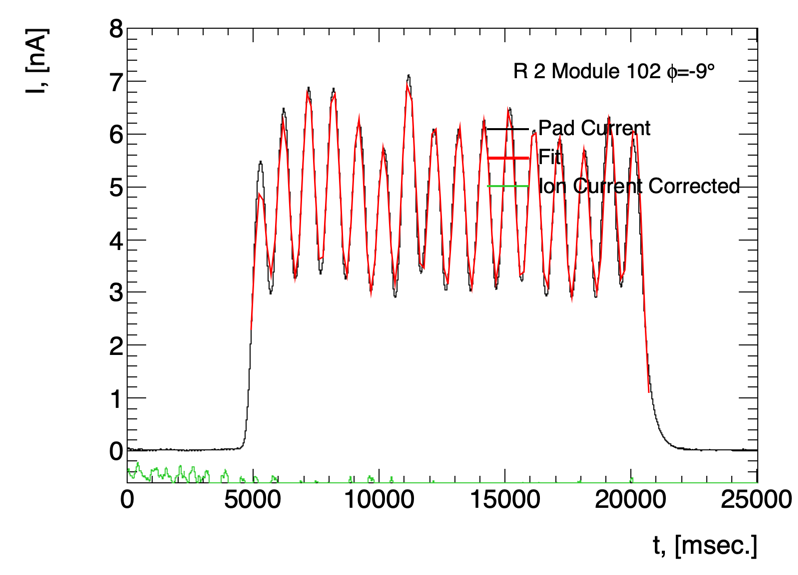 I, [nA]
8
7
6
5
4
3
2
1
0
R 2 Module 102 ϕ=-9°
Pad Current
Fit
Ion Current Corrected
0 5000 10000 15000 20000 25000
t, [msec.]